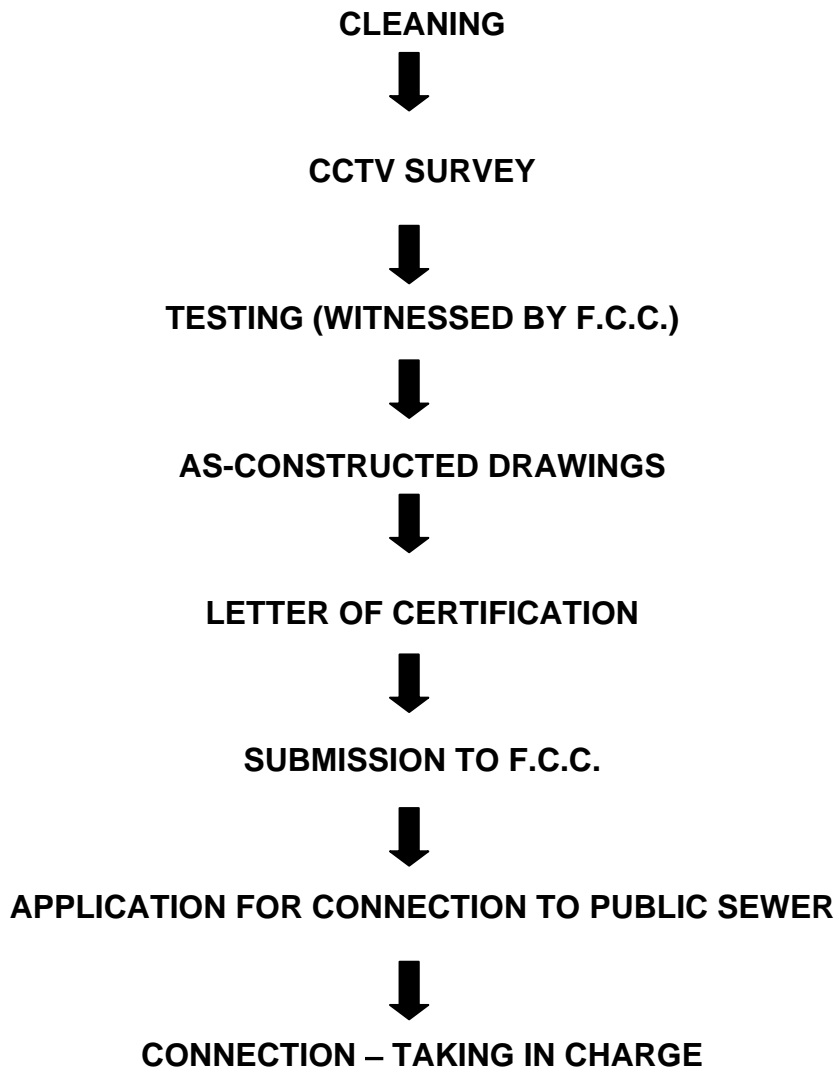 CLEANING
CCTV SURVEY
TESTING (WITNESSED BY F.C.C.)
AS-CONSTRUCTED DRAWINGS
LETTER OF CERTIFICATION
SUBMISSION TO F.C.C.
APPLICATION FOR CONNECTION TO PUBLIC SEWER
CONNECTION – TAKING IN CHARGE